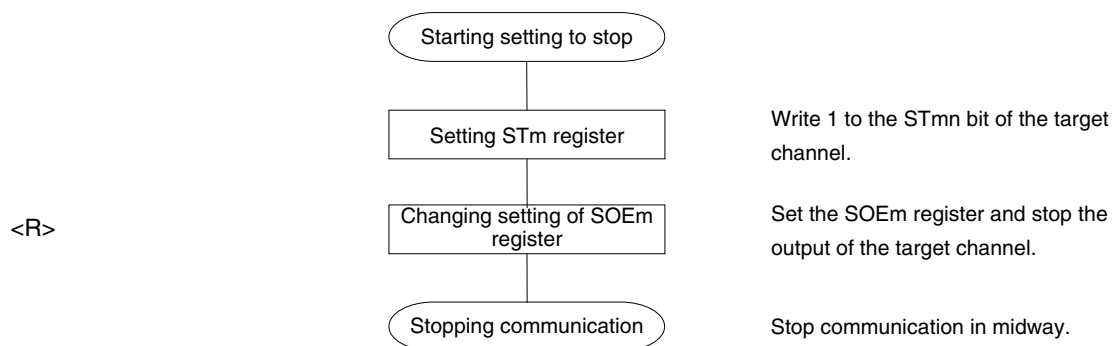 Starting setting to stop
Setting STm register
Write 1 to the STmn bit of the target
channel.
<R>
Changing setting of SOEm
register
Set the SOEm register and stop the
output of the target channel.
Stopping communication
Stop communication in midway.